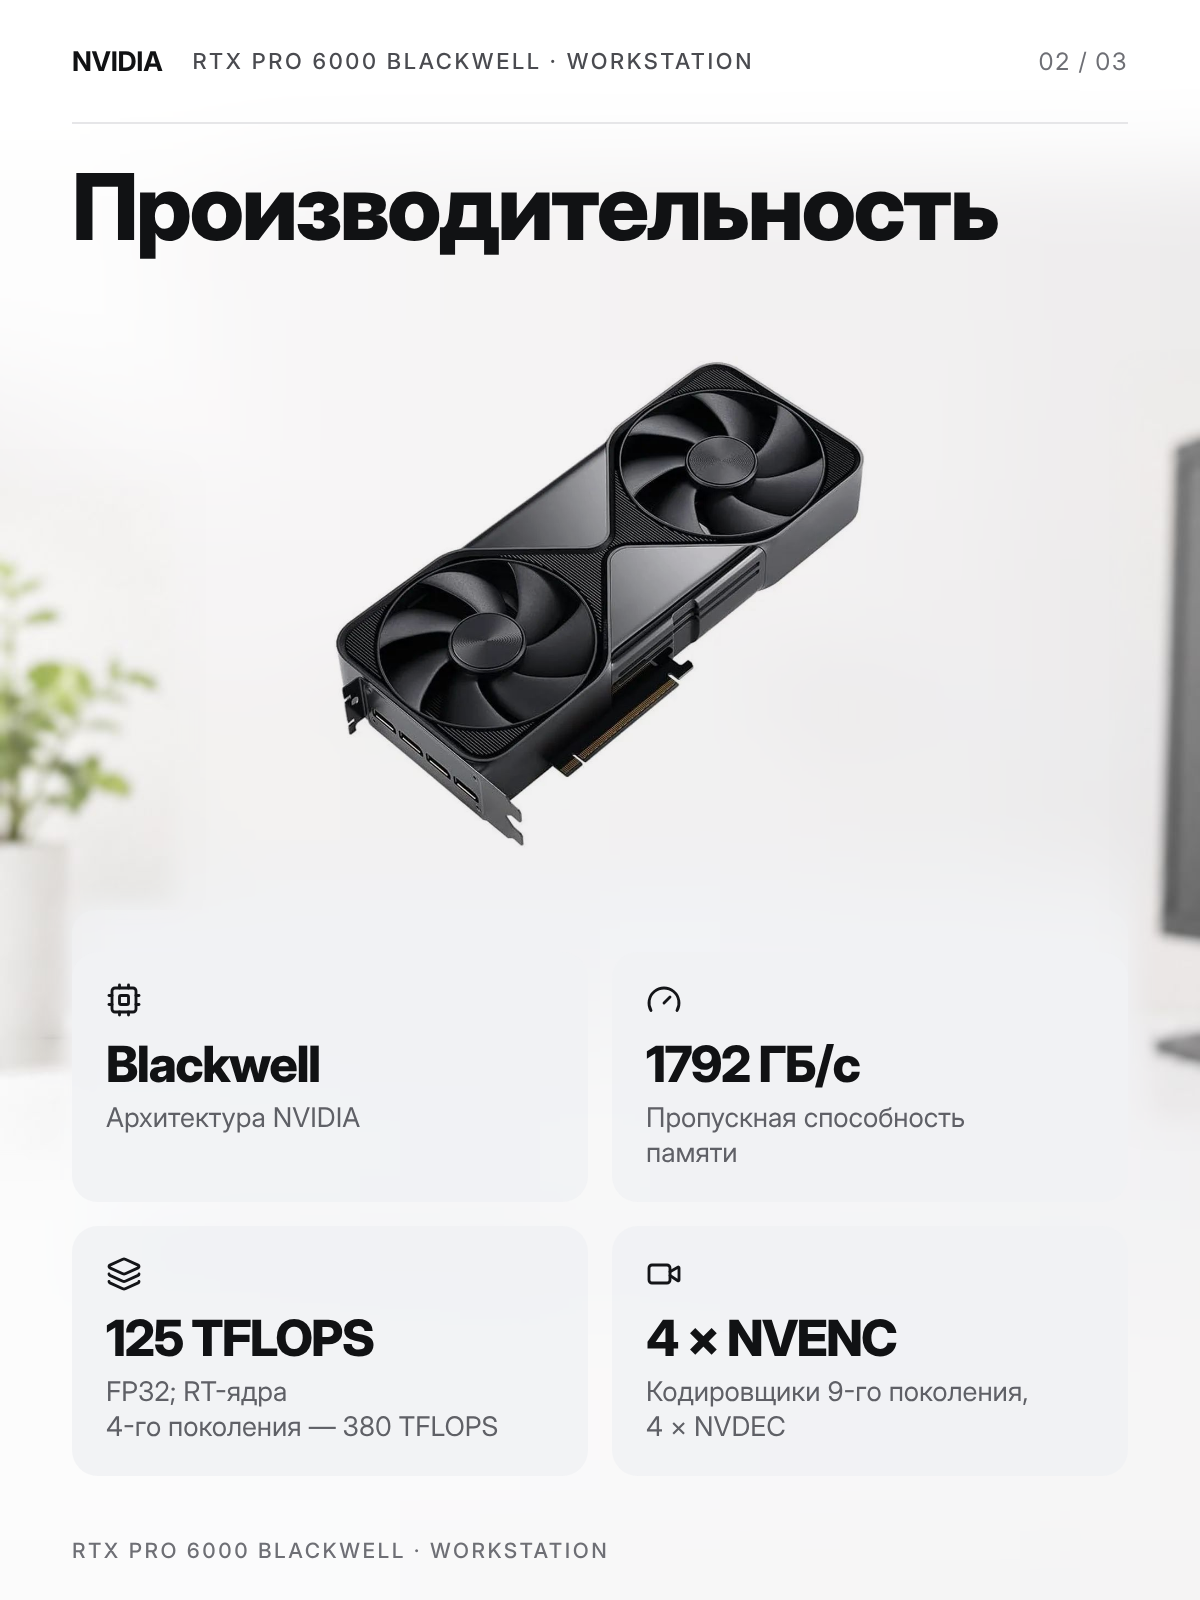 NVIDIA RTX PRO 6000 BLACKWELL · WORKSTATION 02 / 03
Производительность
Blackwell
Архитектура NVIDIA
1792 ГБ/с
Пропускная способность
памяти
125 TFLOPS
FP32; RT-ядра
4-го поколения — 380 TFLOPS
4 × NVENC
Кодировщики 9-го поколения,
4 × NVDEC
RTX PRO 6000 BLACKWELL · WORKSTATION